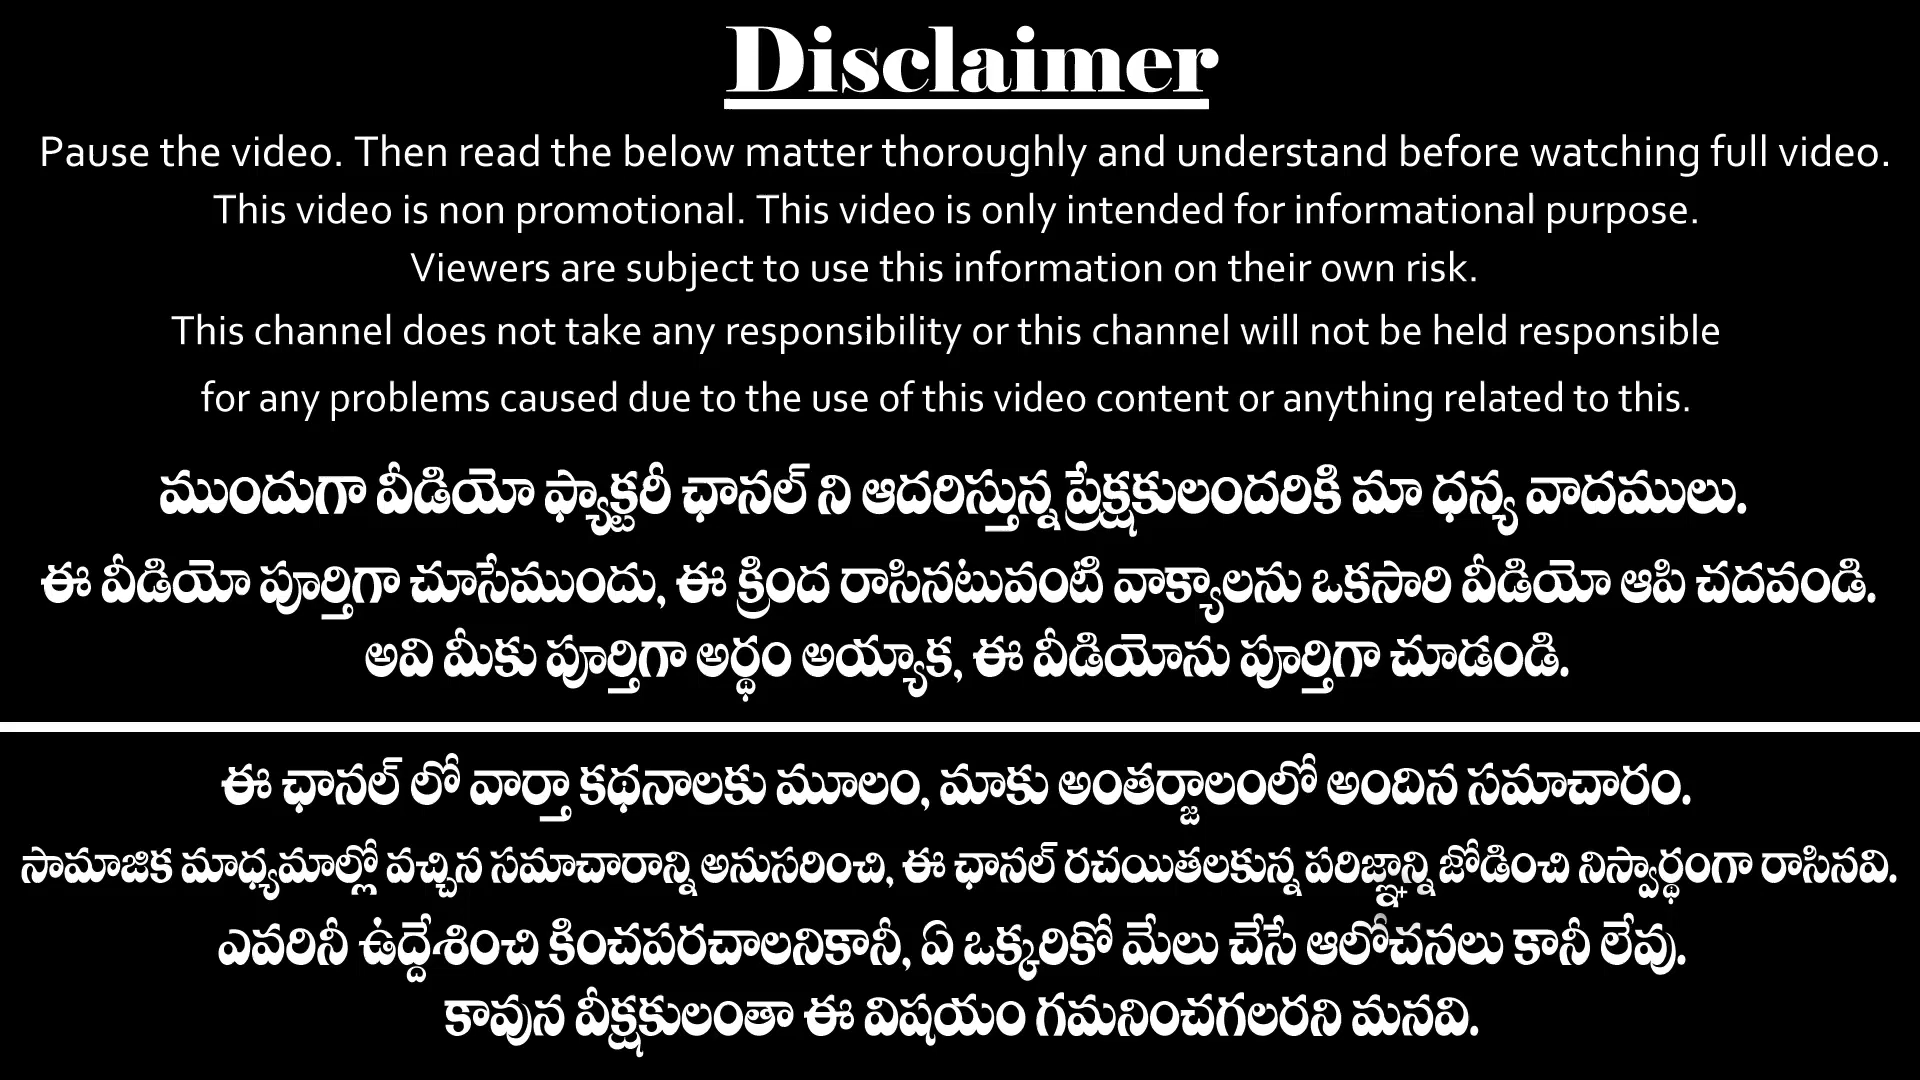 Disclaimer
Pause the video. Then read the below matter thoroughly and understand before watching full video.
This video is non promotional. This video is only intended for informational purpose.
Viewers are subject to use this information on their own risk.
This channel does not take any responsibility or this channel will not be held responsible
for any problems caused due to the use of this video content or anything related to this.
ముందుగా వీడియో ఫ్యాక్టరీ ఛానల్ ని ఆదరిస్తున్న ప్రేక్షకులందరికి మా ధన్య వాదములు.
ఈ వీడియో పూర్తిగా చూసేముందు, ఈ క్రింద రాసినటువంటి వాక్యాలను ఒకసారి వీడియో ఆపి చదవండి.
అవి మీకు పూర్తిగా అర్థం అయ్యాక, ఈ వీడియోను పూర్తిగా చూడండి.
ఈ ఛానల్ లో వార్తా కథనాలకు మూలం, మాకు అంతర్జాలంలో అందిన సమాచారం.
సామాజిక మాధ్యమాల్లో వచ్చిన సమాచారాన్ని అనుసరించి, ఈ ఛానల్ రచయితలకున్న పరిజ్ఞాన్ని జోడించి నిస్వార్థంగా రాసినవి.
ఎవరినీ ఉద్దేశించి కించపరచాలనికానీ, ఏ ఒక్కరికో మేలు చేసే ఆలోచనలు కానీ లేవు.
కావున వీక్షకులంతా ఈ విషయం గమనించగలరని మనవి.